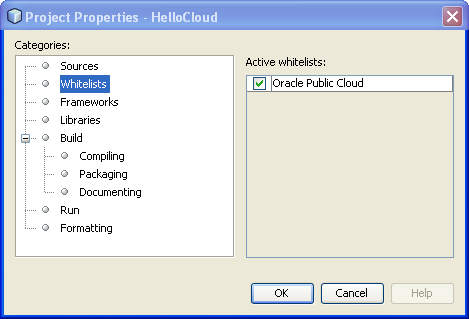 Project Properties - HelloCloud
Categories:
Sources
Whitelists
Frameworks
Libraries
Build
Compiling
Packaging
Documenting
Run
Formatting
Active whitelists:
Oracle Public Cloud
OK
Cancel
Help